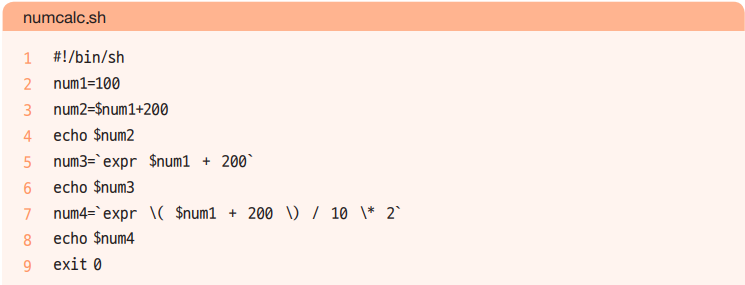 numcalc.sh
1 #!/bin/sh
2 num1=100
3 num2=$num1+200
4 echo $num2
5 num3=`expr $num1 + 200`
6 echo $num3
7 num4=`expr \( $num1 + 200 \) / 10 \* 2`
8 echo $num4
9 exit 0